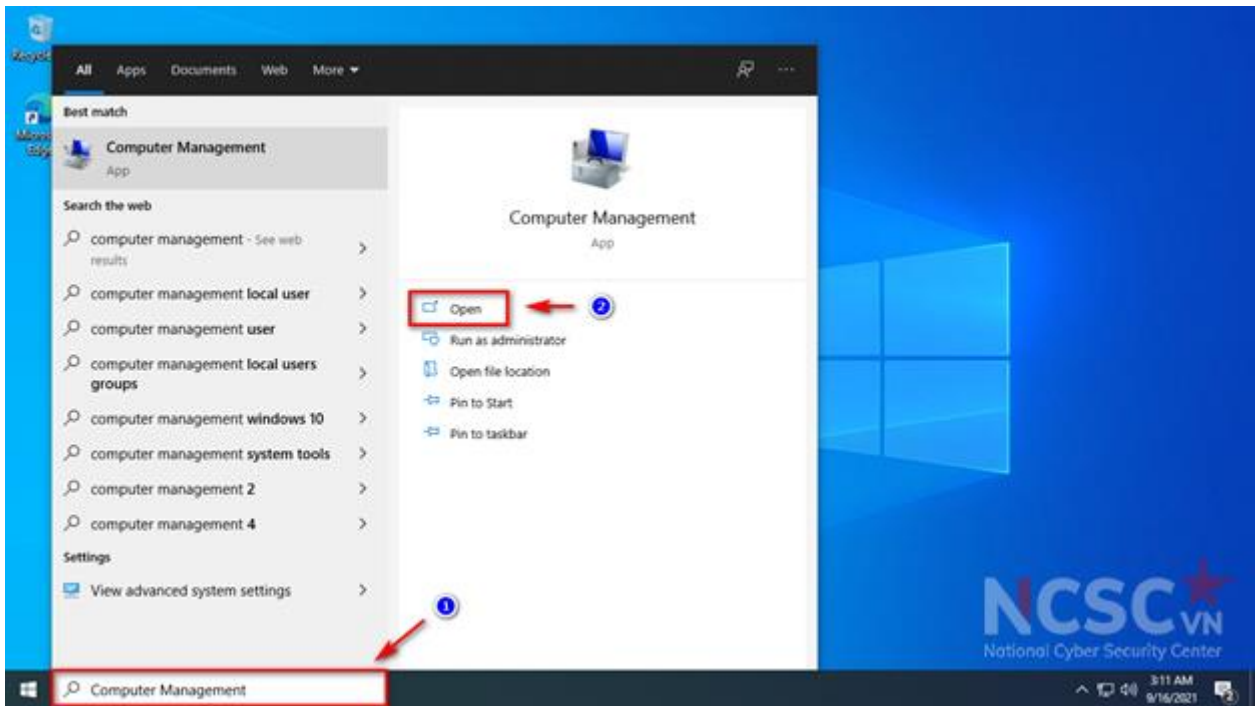 Recycle
Microsoft
Edge
All Apps Documents Web More
Best match
Computer Management
App
Search the web
computer management - See web
results
computer management local user
computer management user
computer management local users
groups
computer management windows 10
computer management system tools
computer management 2
computer management 4
Settings
View advanced system settings
Computer Management
App
Open
2
Run as administrator
Open file location
Pin to Start
Pin to taskbar
1
NCSC VN
National Cyber Security Center
Computer Management
3:11 AM
9/16/2021
2